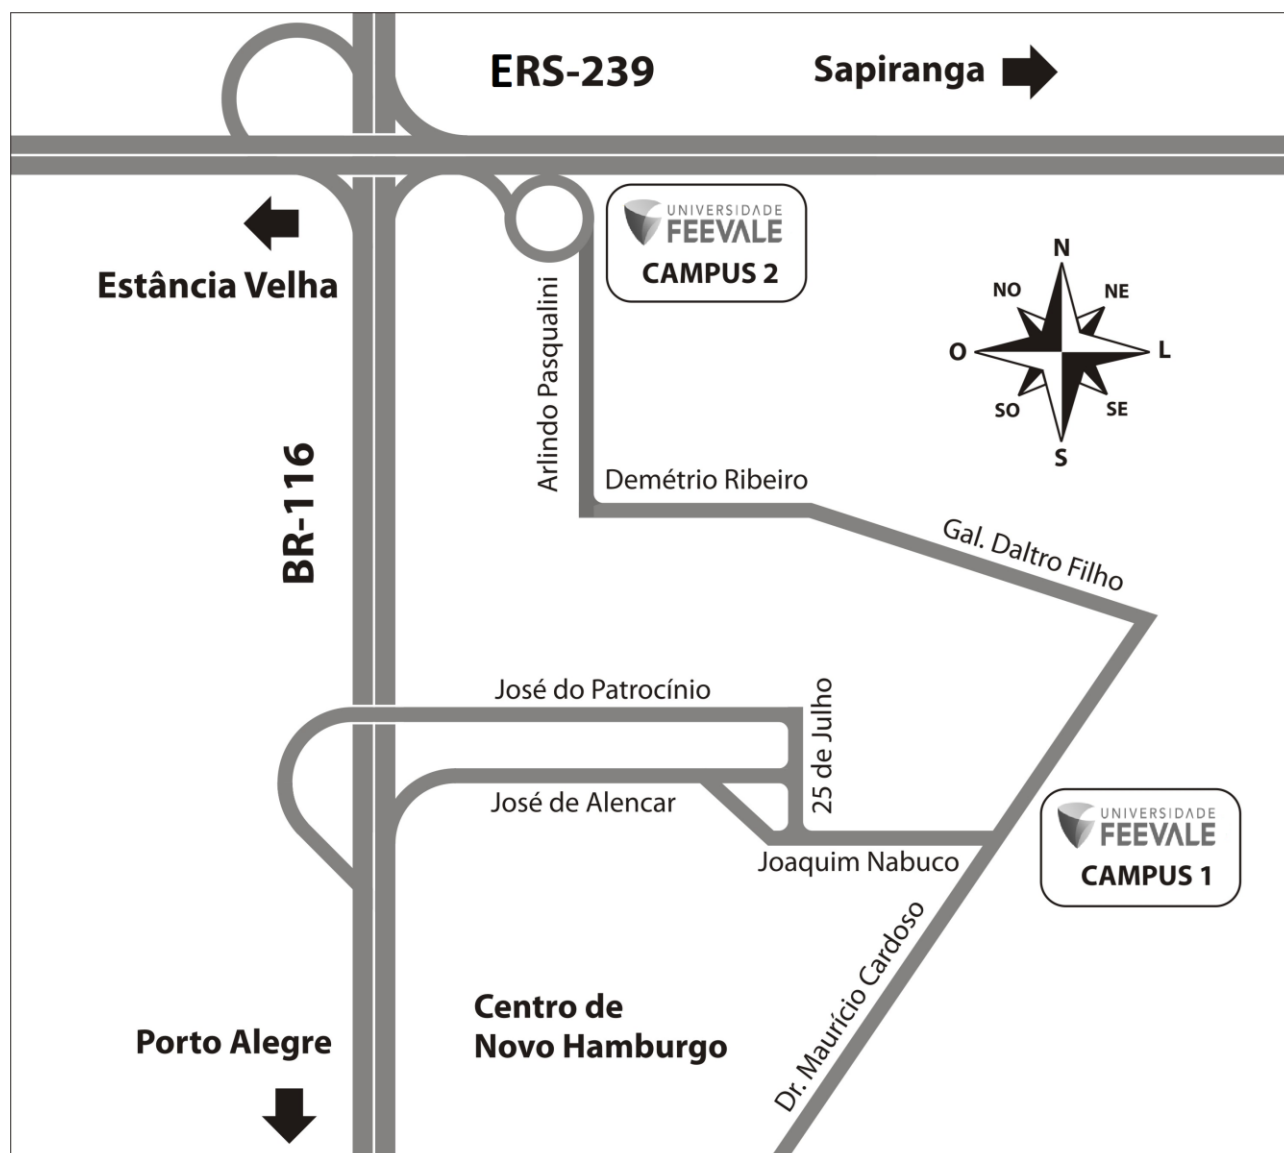 ERS-239
Sapiranga
UNIVERSIDADE
FEEVALE
CAMPUS 2
Estância Velha
N
NO
NE
O
L
SO
SE
S
Arlindo Pasqualini
BR-116
Demétrio Ribeiro
Gal. Daltro Filho
José do Patrocínio
25 de Julho
José de Alencar
UNIVERSIDADE
FEEVALE
CAMPUS 1
Joaquim Nabuco
Dr. Maurício Cardoso
Centro de
Novo Hamburgo
Porto Alegre